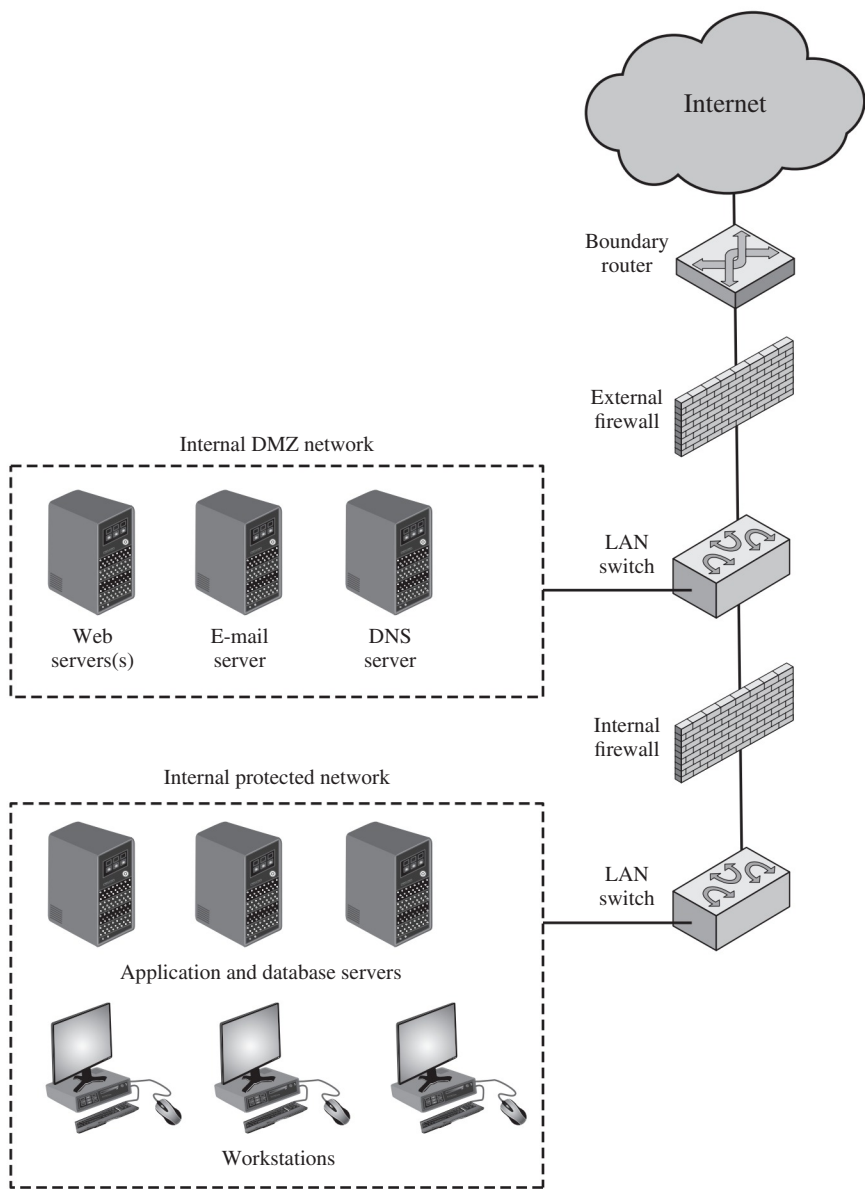 Internet
Boundary
router
External
firewall
Internal DMZ network
LAN
switch
Web
servers(s)
E-mail
server
DNS
server
Internal
firewall
Internal protected network
LAN
switch
Application and database servers
Workstations